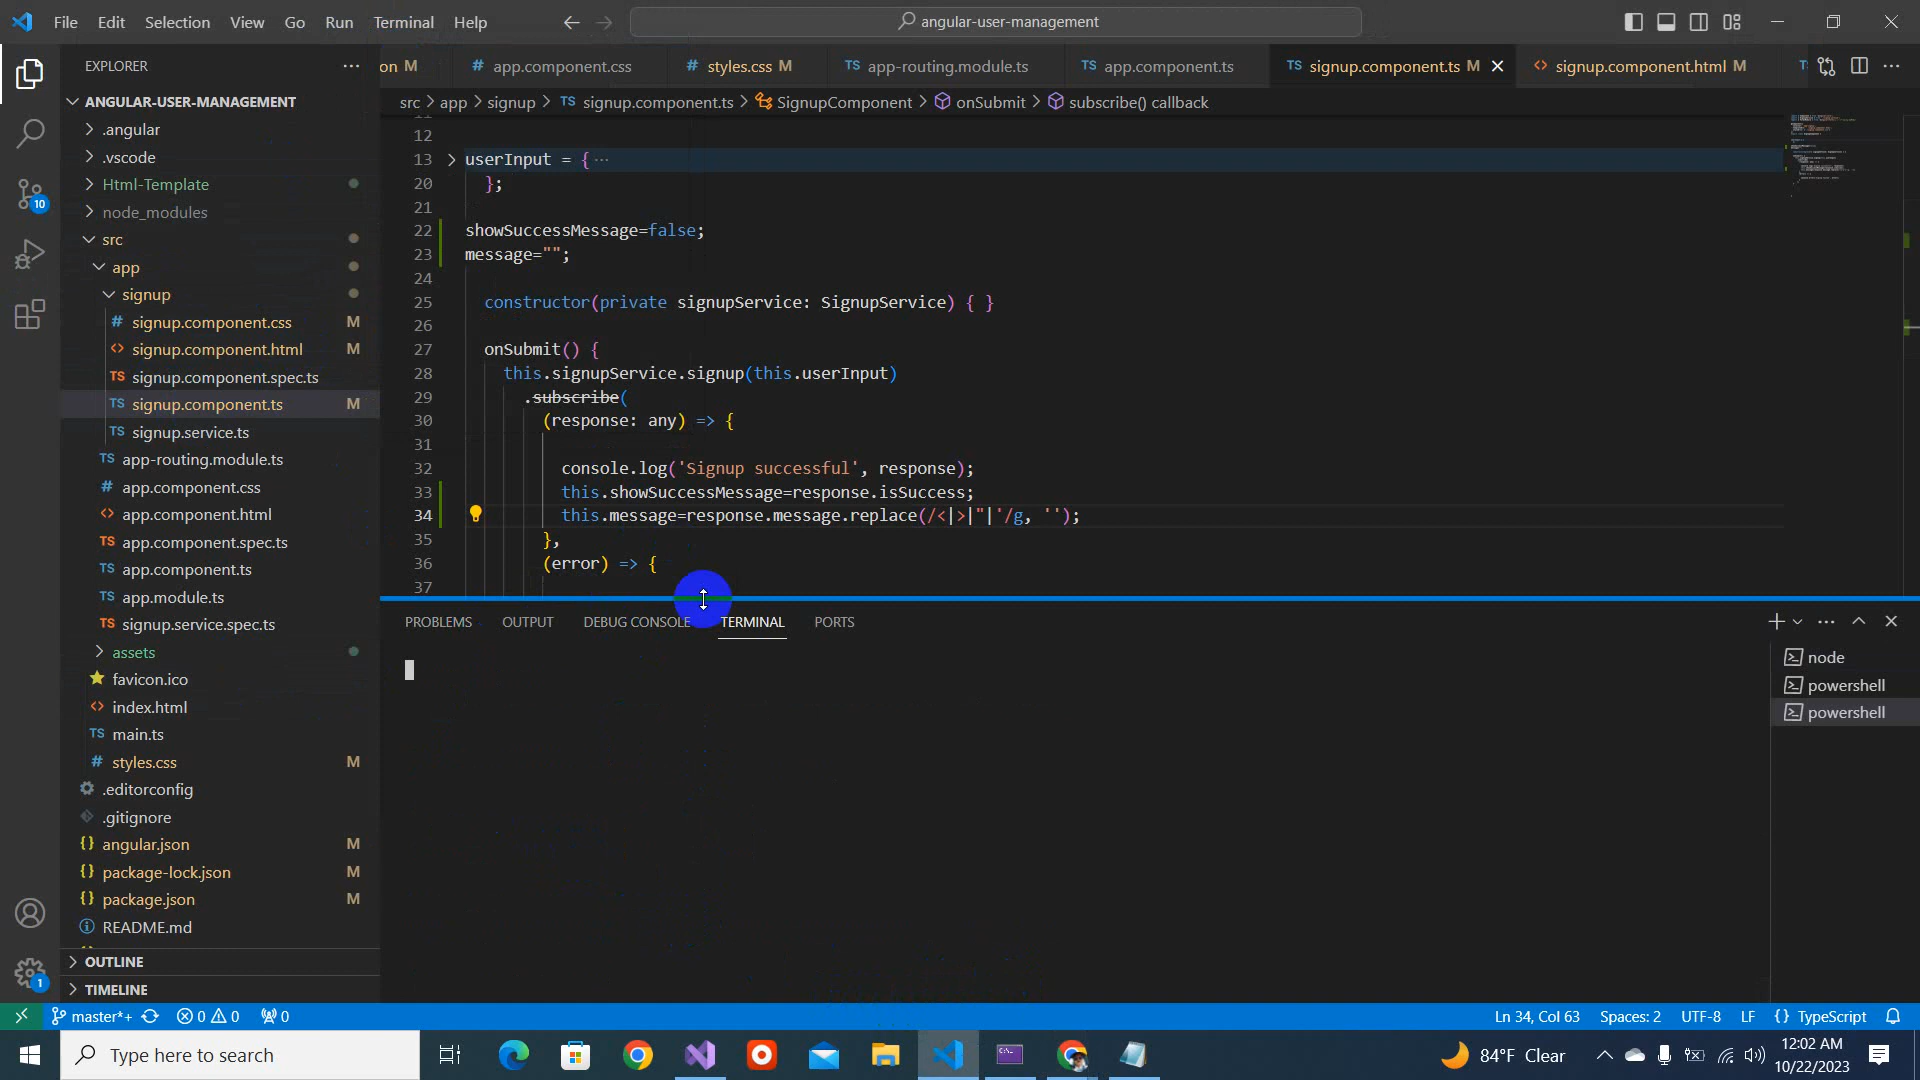 File Edit Selection View Go Run Terminal Help
angular-user-management
EXPLORER
on M
app.component.css
styles.css M
TS app-routing.module.ts
TS app.component.ts
TS signup.component.ts M
signup.component.html M
src > app > signup > TS signup.component.ts > SignupComponent > onSubmit > subscribe() callback
ANGULAR-USER-MANAGEMENT
.angular
.vscode
Html-Template
node_modules
src
app
signup
# signup.component.css M
<> signup.component.html M
TS signup.component.spec.ts
TS signup.component.ts M
TS signup.service.ts
TS app-routing.module.ts
# app.component.css
<> app.component.html
TS app.component.spec.ts
TS app.component.ts
TS app.module.ts
TS signup.service.spec.ts
assets
favicon.ico
<> index.html
TS main.ts
# styles.css M
.editorconfig
.gitignore
{} angular.json M
{} package-lock.json M
{} package.json M
README.md
OUTLINE
TIMELINE
12
13 userInput = { ···
20 };
21
22 showSuccessMessage=false;
23 message="";
24
25 constructor(private signupService: SignupService) { }
26
27 onSubmit() {
28 this.signupService.signup(this.userInput)
29 .subscribe(
30 (response: any) => {
31
32 console.log('Signup successful', response);
33 this.showSuccessMessage=response.isSuccess;
34 this.message=response.message.replace(/<|>|"|'/g, '');
35 },
36 (error) => {
37
PROBLEMS OUTPUT DEBUG CONSOLE TERMINAL PORTS
node
powershell
powershell
10
1
master*+ 0 0 0
Ln 34, Col 63 Spaces: 2 UTF-8 LF {} TypeScript
Type here to search
84°F Clear
12:02 AM
10/22/2023